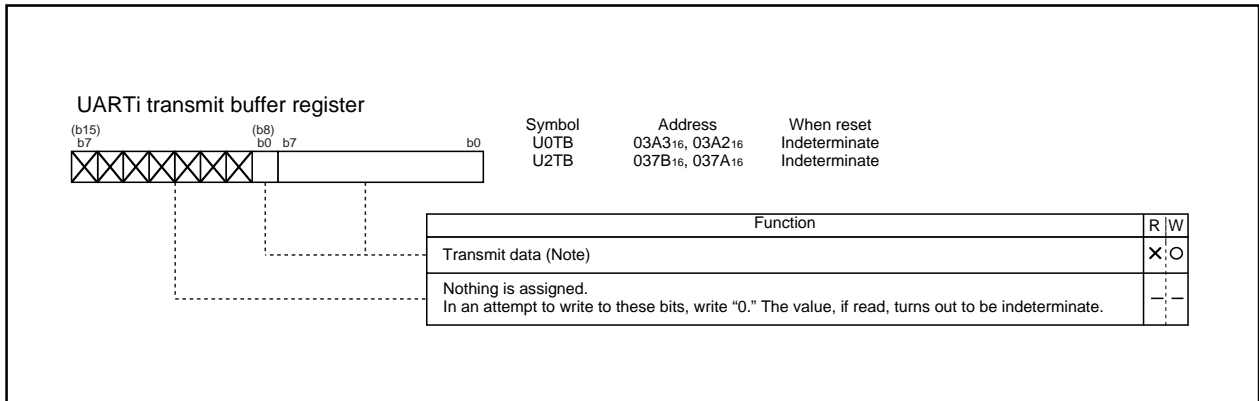 UARTi transmit buffer register
(b15) (b8)
b7 b0 b7 b0
Symbol Address When reset
U0TB 03A316, 03A216 Indeterminate
U2TB 037B16, 037A16 Indeterminate
Function R W
Transmit data (Note) ✕ ○
Nothing is assigned.
In an attempt to write to these bits, write “0.” The value, if read, turns out to be indeterminate. – –